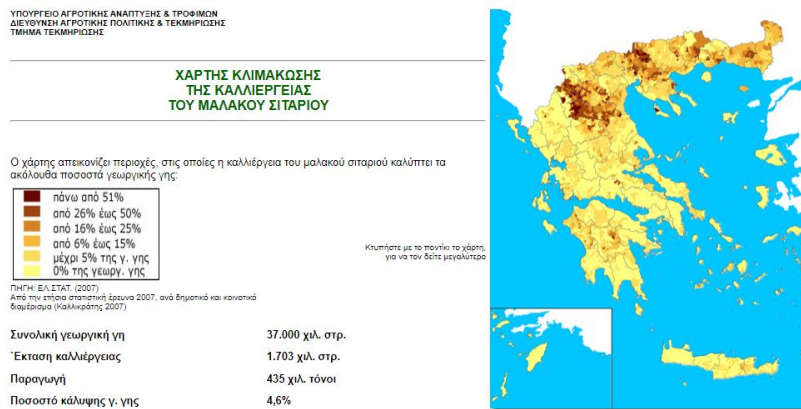 ΥΠΟΥΡΓΕΙΟ ΑΓΡΟΤΙΚΗΣ ΑΝΑΠΤΥΞΗΣ & ΤΡΟΦΙΜΩΝ
ΔΙΕΥΘΥΝΣΗ ΑΓΡΟΤΙΚΗΣ ΠΟΛΙΤΙΚΗΣ & ΤΕΚΜΗΡΙΩΣΗΣ
ΤΜΗΜΑ ΤΕΚΜΗΡΙΩΣΗΣ
ΧΑΡΤΗΣ ΚΛΙΜΑΚΩΣΗΣ
ΤΗΣ ΚΑΛΛΙΕΡΓΕΙΑΣ
ΤΟΥ ΜΑΛΑΚΟΥ ΣΙΤΑΡΙΟΥ
Ο χάρτης απεικονίζει περιοχές, στις οποίες η καλλιέργεια του μαλακού σιταριού καλύπτει τα
ακόλουθα ποσοστά γεωργικής γης:
πάνω από 51%
από 26% έως 50%
από 16% έως 25%
από 6% έως 15%
μέχρι 5% της γ. γης
0% της γεωργ. γης
Κτυπήστε με το ποντίκι το χάρτη,
για να τον δείτε μεγαλύτερο
ΠΗΓΗ: ΕΛ.ΣΤΑΤ. (2007)
Από την ετήσια στατιστική έρευνα 2007, ανά δημοτικό και κοινοτικό
διαμέρισμα (Καλλικράτης 2007)
Συνολική γεωργική γη 37.000 χιλ. στρ.
Έκταση καλλιέργειας 1.703 χιλ. στρ.
Παραγωγή 435 χιλ. τόνοι
Ποσοστό κάλυψης γ. γης 4,6%